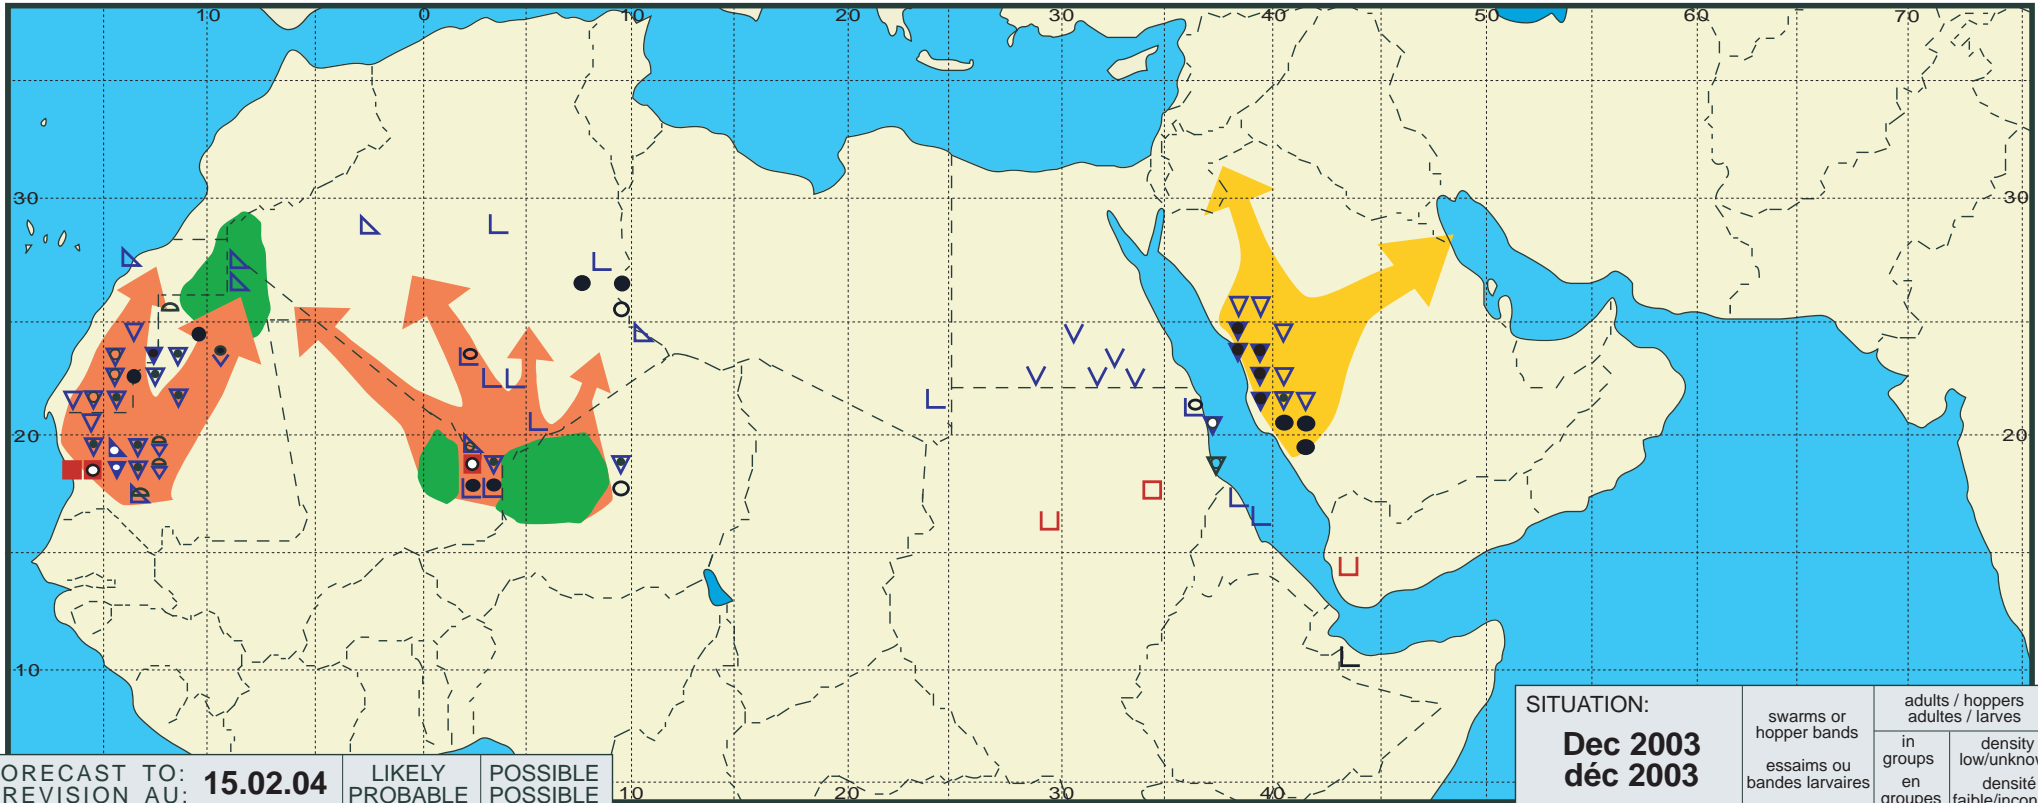 10 0 10 20 30 40 50 60 70
30 30
20 20
10
10 20 30 40
ORECAST TO:
REVISION AU:
15.02.04
LIKELY
PROBABLE
POSSIBLE
POSSIBLE
SITUATION:
Dec 2003
déc 2003
swarms or
hopper bands
essaims ou
bandes larvaires
adults / hoppers
adultes / larves
in
groups
en
groupes
density
low/unknow
densité
faible/incon